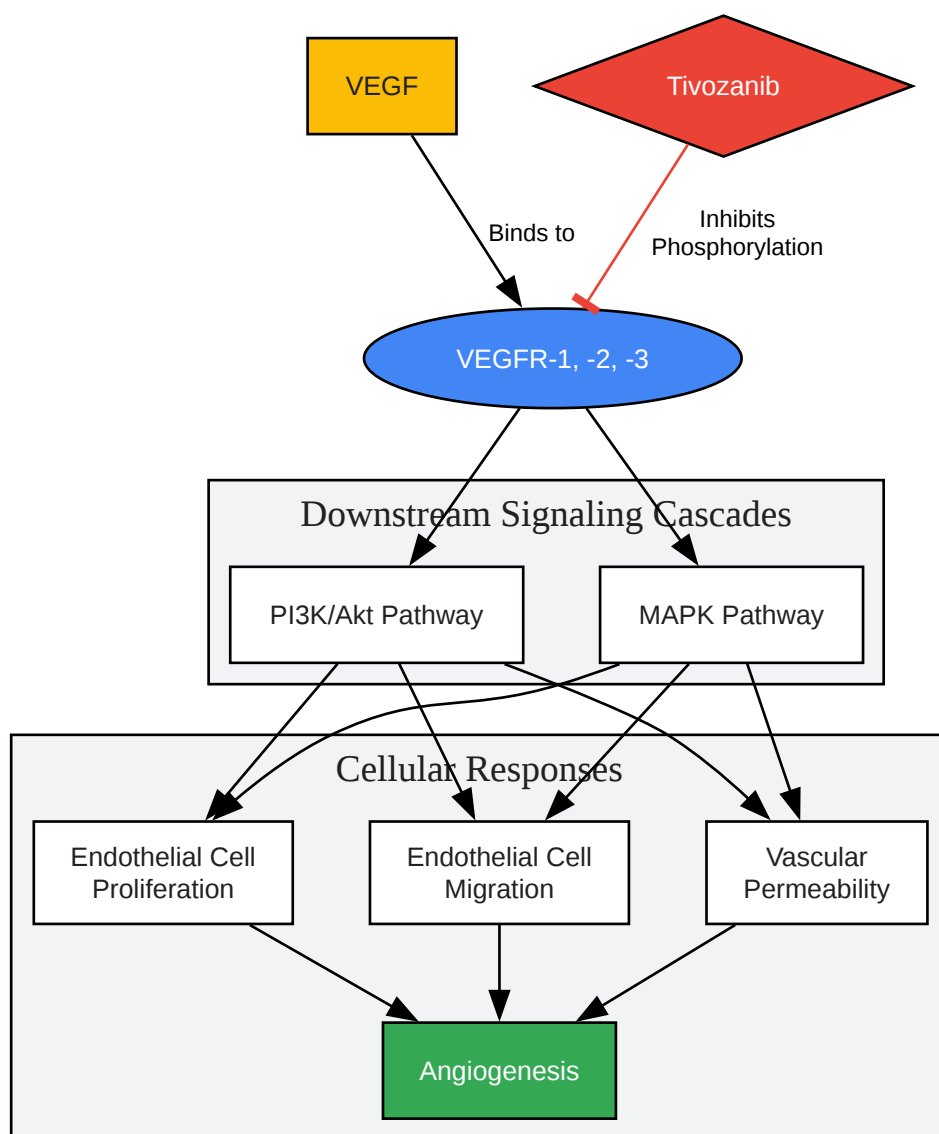 VEGF
Tivozanib
Binds to
Inhibits
Phosphorylation
VEGFR-1, -2, -3
Downstream Signaling Cascades
PI3K/Akt Pathway
MAPK Pathway
Cellular Responses
Endothelial Cell
Proliferation
Endothelial Cell
Migration
Vascular
Permeability
Angiogenesis